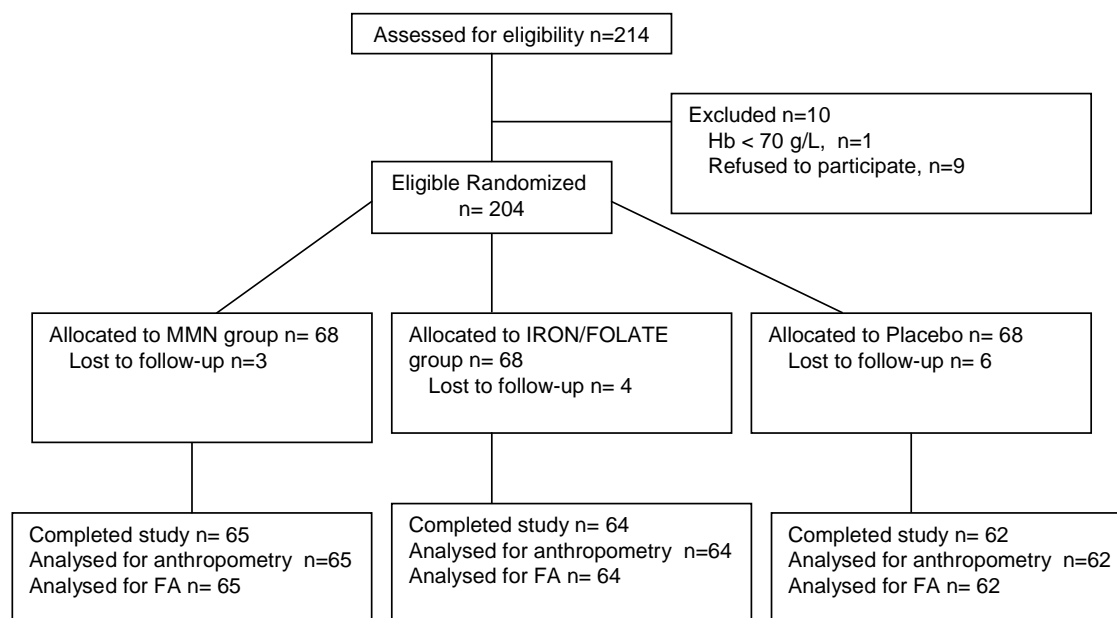 Assessed for eligibility n=214
Excluded n=10
Hb < 70 g/L,  n=1
Refused to participate, n=9
Eligible Randomized
n= 204
Allocated to MMN group n= 68
Lost to follow-up n=3
Allocated to IRON/FOLATE
group n= 68
Lost to follow-up n= 4
Allocated to Placebo n= 68
Lost to follow-up n= 6
Completed study n= 65
Analysed for anthropometry  n=65
Analysed for FA n= 65
Completed study n= 64
Analysed for anthropometry  n=64
Analysed for FA n= 64
Completed study n= 62
Analysed for anthropometry  n=62
Analysed for FA n= 62